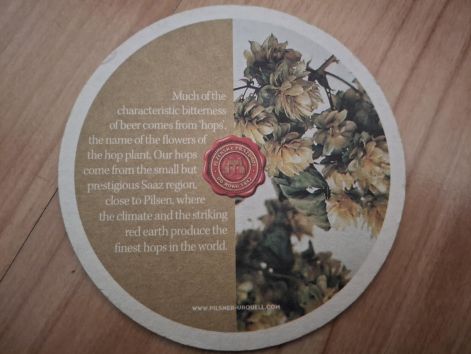 Much of the
characteristic bitterness
of beer comes from 'hops',
the name of the flowers of
the hop plant. Our hops
come from the small but
prestigious Saaz region,
close to Pilsen, where
the climate and the striking
red earth produce the
finest hops in the world.
WWW.PILSNER-URQUELL.COM